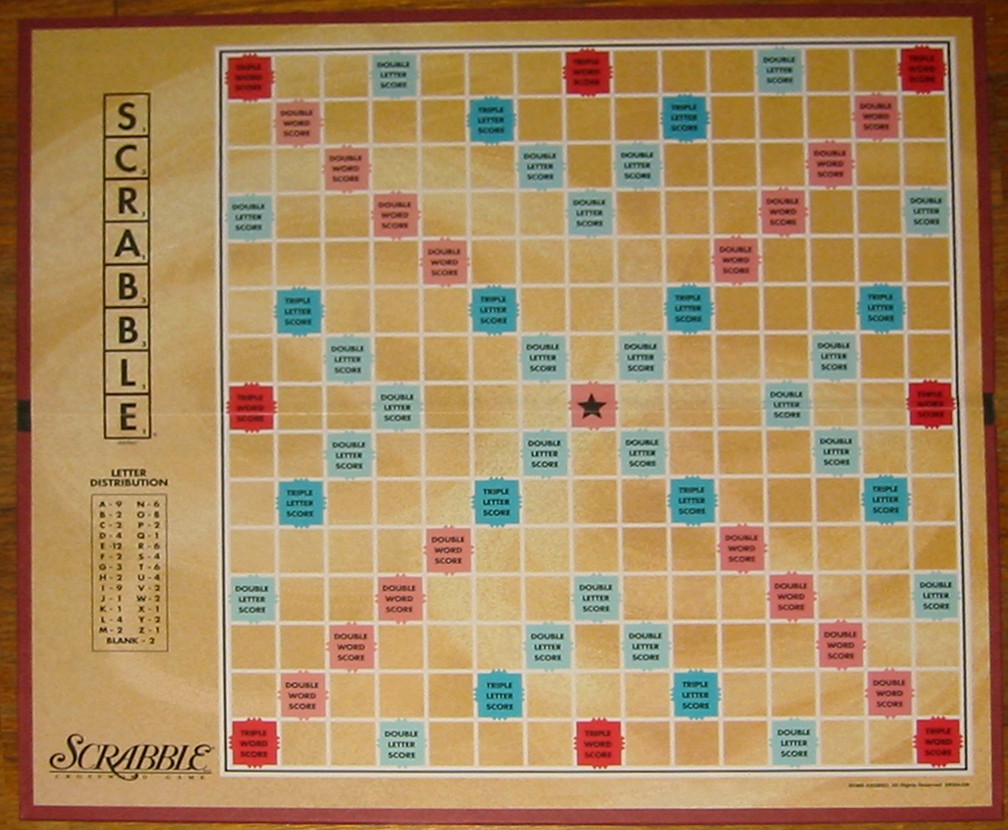 S
C
R
A
B
B
L
E
LETTER
DISTRIBUTION
A - 9 N - 6
B - 2 O - 8
C - 2 P - 2
D - 4 Q - 1
E - 12 R - 6
F - 2 S - 4
G - 3 T - 6
H - 2 U - 4
I - 9 V - 2
J - 1 W - 2
K - 1 X - 1
L - 4 Y - 2
M - 2 Z - 1
BLANK - 2
SCRABBLE
CROSSWORD GAME
TRIPLE WORD SCORE
DOUBLE LETTER SCORE
TRIPLE WORD SCORE
DOUBLE LETTER SCORE
TRIPLE WORD SCORE
DOUBLE WORD SCORE
TRIPLE LETTER SCORE
TRIPLE LETTER SCORE
DOUBLE WORD SCORE
DOUBLE WORD SCORE
DOUBLE LETTER SCORE
DOUBLE LETTER SCORE
DOUBLE WORD SCORE
DOUBLE LETTER SCORE
DOUBLE WORD SCORE
DOUBLE LETTER SCORE
DOUBLE WORD SCORE
DOUBLE LETTER SCORE
DOUBLE WORD SCORE
DOUBLE WORD SCORE
TRIPLE LETTER SCORE
TRIPLE LETTER SCORE
TRIPLE LETTER SCORE
TRIPLE LETTER SCORE
DOUBLE LETTER SCORE
DOUBLE LETTER SCORE
DOUBLE LETTER SCORE
DOUBLE LETTER SCORE
TRIPLE WORD SCORE
DOUBLE LETTER SCORE
DOUBLE LETTER SCORE
TRIPLE WORD SCORE
DOUBLE LETTER SCORE
DOUBLE LETTER SCORE
DOUBLE LETTER SCORE
DOUBLE LETTER SCORE
TRIPLE LETTER SCORE
TRIPLE LETTER SCORE
TRIPLE LETTER SCORE
TRIPLE LETTER SCORE
DOUBLE WORD SCORE
DOUBLE WORD SCORE
DOUBLE LETTER SCORE
DOUBLE WORD SCORE
DOUBLE LETTER SCORE
DOUBLE WORD SCORE
DOUBLE LETTER SCORE
DOUBLE WORD SCORE
DOUBLE LETTER SCORE
DOUBLE LETTER SCORE
DOUBLE WORD SCORE
DOUBLE WORD SCORE
TRIPLE LETTER SCORE
TRIPLE LETTER SCORE
DOUBLE WORD SCORE
TRIPLE WORD SCORE
DOUBLE LETTER SCORE
TRIPLE WORD SCORE
DOUBLE LETTER SCORE
TRIPLE WORD SCORE
All Rights Reserved